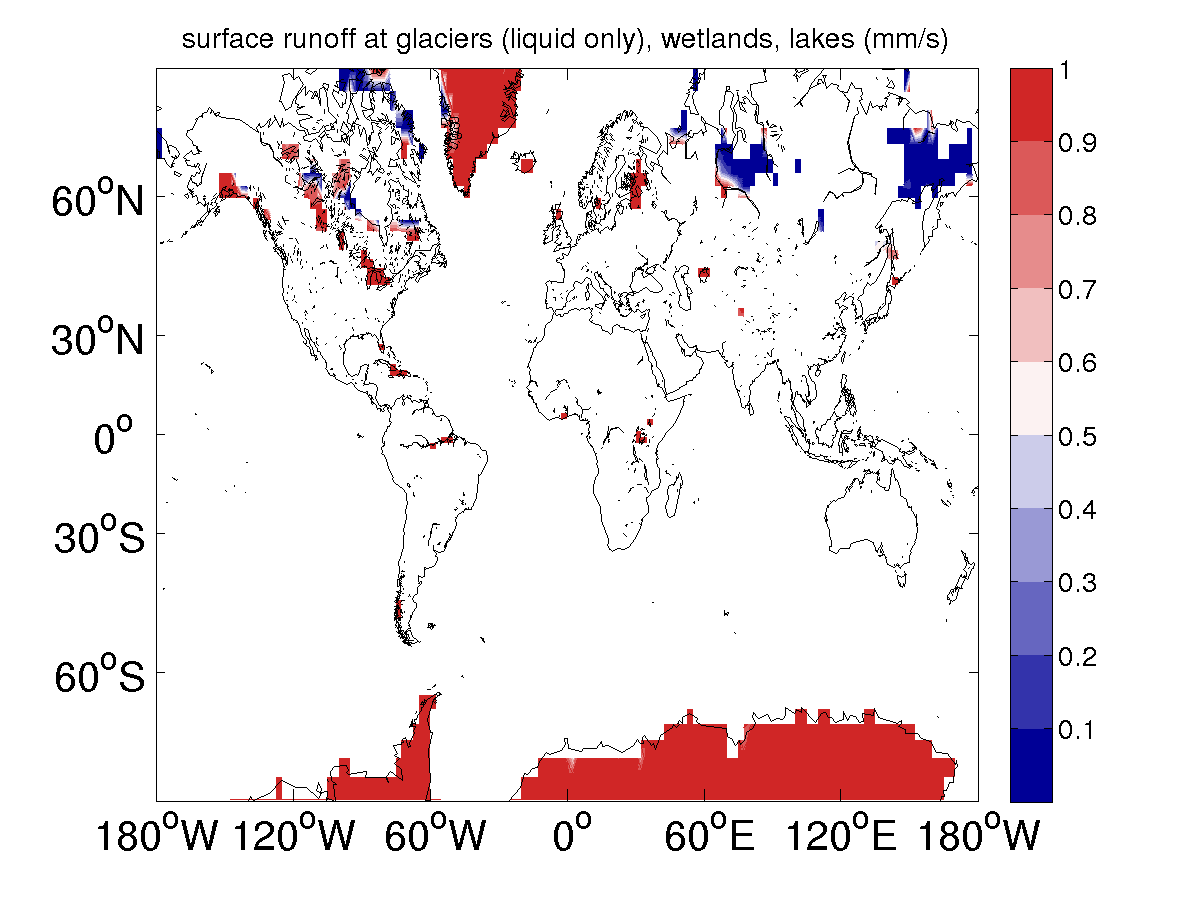 surface runoff at glaciers (liquid only), wetlands, lakes (mm/s)
60°N
30°N
0°
30°S
60°S
180°W 120°W 60°W 0° 60°E 120°E 180°W
1
0.9
0.8
0.7
0.6
0.5
0.4
0.3
0.2
0.1